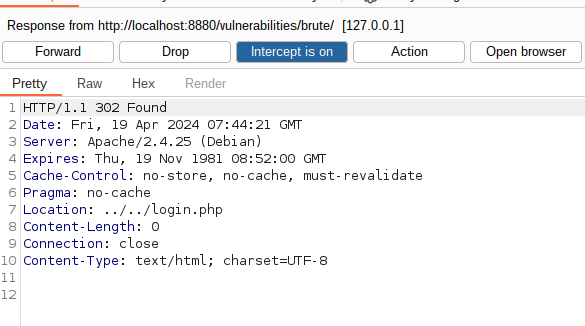 Response from http://localhost:8880/vulnerabilities/brute/ [127.0.0.1]
Forward Drop Intercept is on Action Open browser
Pretty Raw Hex Render
1 HTTP/1.1 302 Found
2 Date: Fri, 19 Apr 2024 07:44:21 GMT
3 Server: Apache/2.4.25 (Debian)
4 Expires: Thu, 19 Nov 1981 08:52:00 GMT
5 Cache-Control: no-store, no-cache, must-revalidate
6 Pragma: no-cache
7 Location: ../../login.php
8 Content-Length: 0
9 Connection: close
10 Content-Type: text/html; charset=UTF-8
11
12